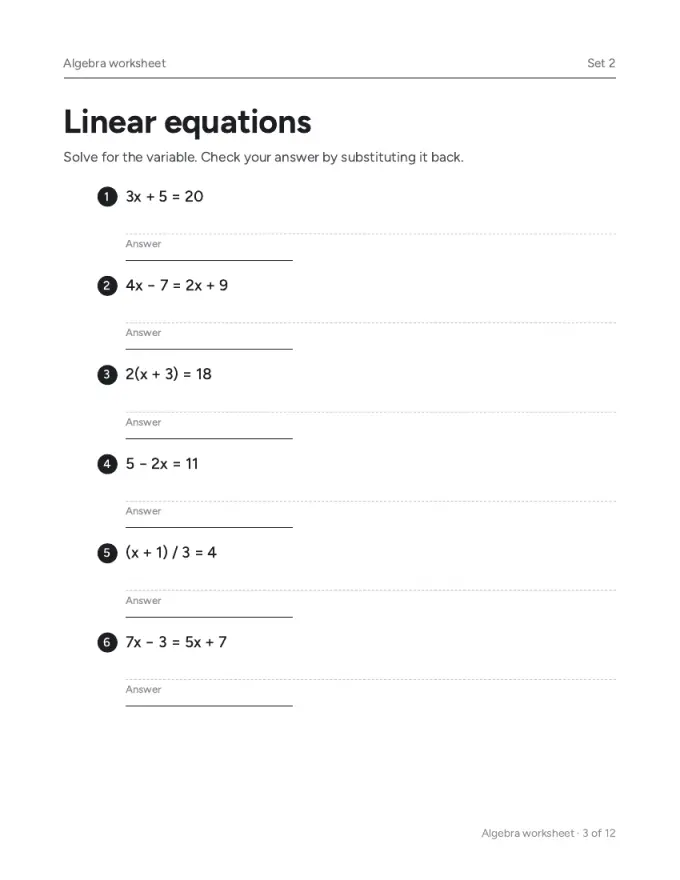 Algebra worksheet Set 2
Linear equations
Solve for the variable. Check your answer by substituting it back.
1 3x + 5 = 20
Answer
2 4x − 7 = 2x + 9
Answer
3 2(x + 3) = 18
Answer
4 5 − 2x = 11
Answer
5 (x + 1) / 3 = 4
Answer
6 7x − 3 = 5x + 7
Answer
Algebra worksheet · 3 of 12